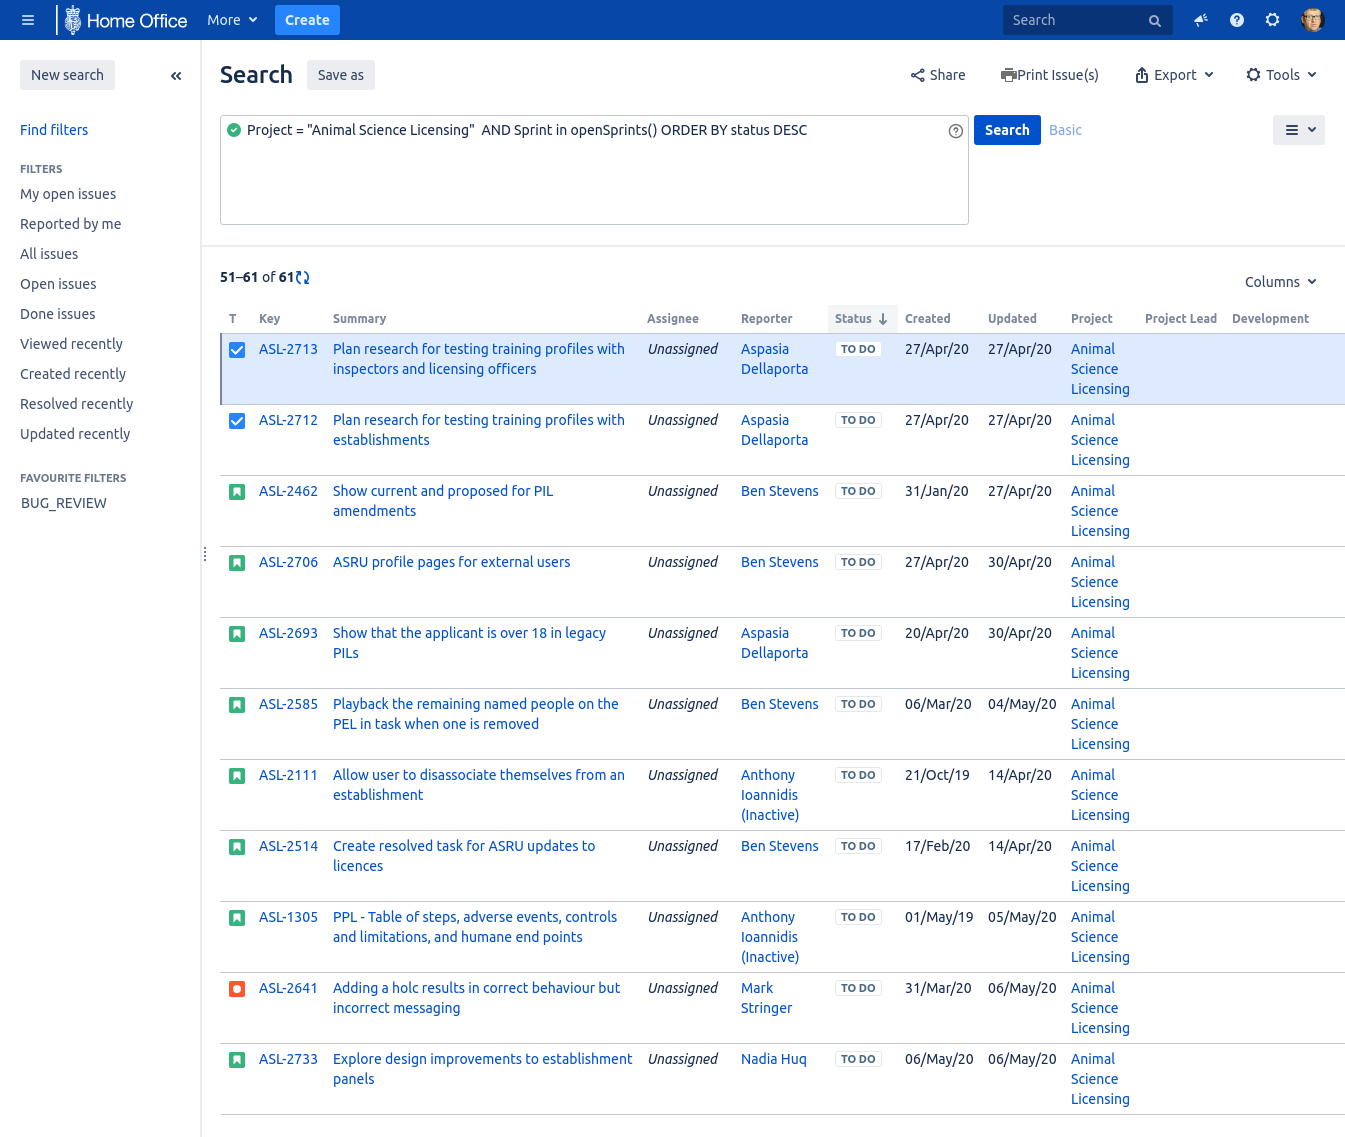 Home Office More Create Search
New search
Search Save as Share Print Issue(s) Export Tools
Project = "Animal Science Licensing"  AND Sprint in openSprints() ORDER BY status DESC Search Basic
Find filters
FILTERS
My open issues
Reported by me
All issues
Open issues
Done issues
Viewed recently
Created recently
Resolved recently
Updated recently
FAVOURITE FILTERS
BUG_REVIEW
51–61 of 61
Columns
T Key Summary Assignee Reporter Status Created Updated Project Project Lead Development
ASL-2713 Plan research for testing training profiles with Unassigned Aspasia TO DO 27/Apr/20 27/Apr/20 Animal
inspectors and licensing officers Dellaporta Science
Licensing
ASL-2712 Plan research for testing training profiles with Unassigned Aspasia TO DO 27/Apr/20 27/Apr/20 Animal
establishments Dellaporta Science
Licensing
ASL-2462 Show current and proposed for PIL Unassigned Ben Stevens TO DO 31/Jan/20 27/Apr/20 Animal
amendments Science
Licensing
ASL-2706 ASRU profile pages for external users Unassigned Ben Stevens TO DO 27/Apr/20 30/Apr/20 Animal
Science
Licensing
ASL-2693 Show that the applicant is over 18 in legacy Unassigned Aspasia TO DO 20/Apr/20 30/Apr/20 Animal
PILs Dellaporta Science
Licensing
ASL-2585 Playback the remaining named people on the Unassigned Ben Stevens TO DO 06/Mar/20 04/May/20 Animal
PEL in task when one is removed Science
Licensing
ASL-2111 Allow user to disassociate themselves from an Unassigned Anthony TO DO 21/Oct/19 14/Apr/20 Animal
establishment Ioannidis Science
(Inactive) Licensing
ASL-2514 Create resolved task for ASRU updates to Unassigned Ben Stevens TO DO 17/Feb/20 14/Apr/20 Animal
licences Science
Licensing
ASL-1305 PPL - Table of steps, adverse events, controls Unassigned Anthony TO DO 01/May/19 05/May/20 Animal
and limitations, and humane end points Ioannidis Science
(Inactive) Licensing
ASL-2641 Adding a holc results in correct behaviour but Unassigned Mark TO DO 31/Mar/20 06/May/20 Animal
incorrect messaging Stringer Science
Licensing
ASL-2733 Explore design improvements to establishment Unassigned Nadia Huq TO DO 06/May/20 06/May/20 Animal
panels Science
Licensing